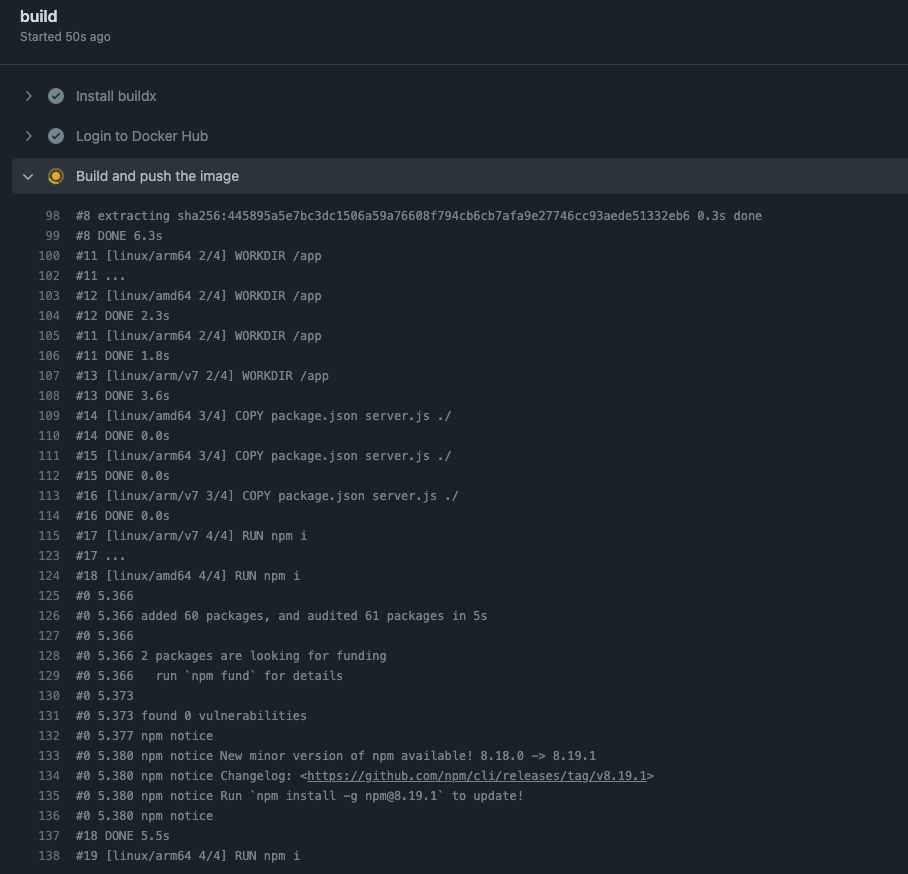 build
Started 50s ago
Install buildx
Login to Docker Hub
Build and push the image
98 #8 extracting sha256:445895a5e7bc3dc1506a59a76608f794cb6cb7afa9e27746cc93aede51332eb6 0.3s done
99 #8 DONE 6.3s
100 #11 [linux/arm64 2/4] WORKDIR /app
102 #11 ...
103 #12 [linux/amd64 2/4] WORKDIR /app
104 #12 DONE 2.3s
105 #11 [linux/arm64 2/4] WORKDIR /app
106 #11 DONE 1.8s
107 #13 [linux/arm/v7 2/4] WORKDIR /app
108 #13 DONE 3.6s
109 #14 [linux/amd64 3/4] COPY package.json server.js ./
110 #14 DONE 0.0s
111 #15 [linux/arm64 3/4] COPY package.json server.js ./
112 #15 DONE 0.0s
113 #16 [linux/arm/v7 3/4] COPY package.json server.js ./
114 #16 DONE 0.0s
115 #17 [linux/arm/v7 4/4] RUN npm i
123 #17 ...
124 #18 [linux/amd64 4/4] RUN npm i
125 #0 5.366
126 #0 5.366 added 60 packages, and audited 61 packages in 5s
127 #0 5.366
128 #0 5.366 2 packages are looking for funding
129 #0 5.366   run `npm fund` for details
130 #0 5.373
131 #0 5.373 found 0 vulnerabilities
132 #0 5.377 npm notice
133 #0 5.380 npm notice New minor version of npm available! 8.18.0 -> 8.19.1
134 #0 5.380 npm notice Changelog: <https://github.com/npm/cli/releases/tag/v8.19.1>
135 #0 5.380 npm notice Run `npm install -g npm@8.19.1` to update!
136 #0 5.380 npm notice
137 #18 DONE 5.5s
138 #19 [linux/arm64 4/4] RUN npm i